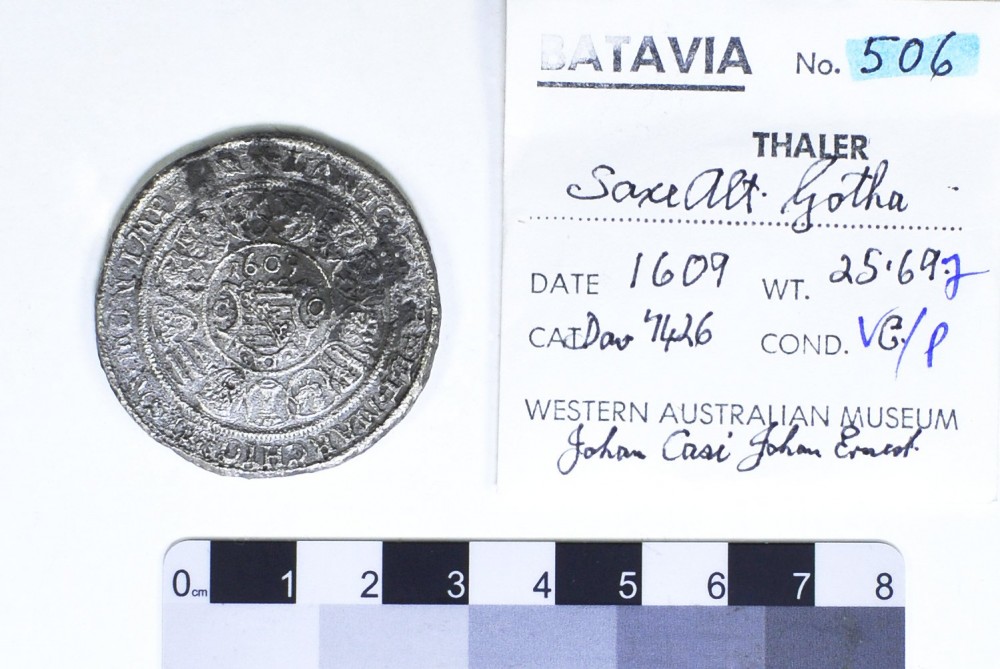 BATAVIA No. 506
THALER
Saxe Alt. Gotha
DATE 1609 WT. 25.69g
CAT Dav 7426 COND. VG/P
WESTERN AUSTRALIAN MUSEUM
Johan Casi Johan Ernest
0cm 1 2 3 4 5 6 7 8